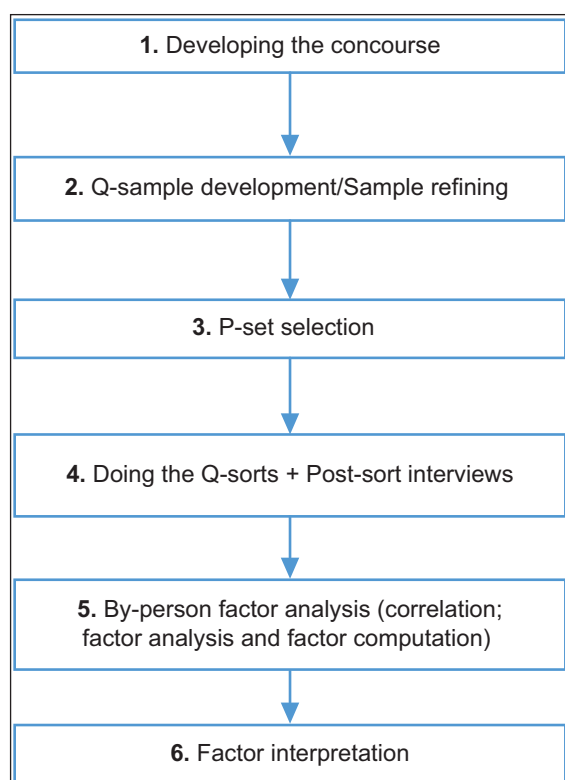 1. Developing the concourse
2. Q-sample development/Sample refining
3. P-set selection
4. Doing the Q-sorts + Post-sort interviews
5. By-person factor analysis (correlation;
factor analysis and factor computation)
6. Factor interpretation